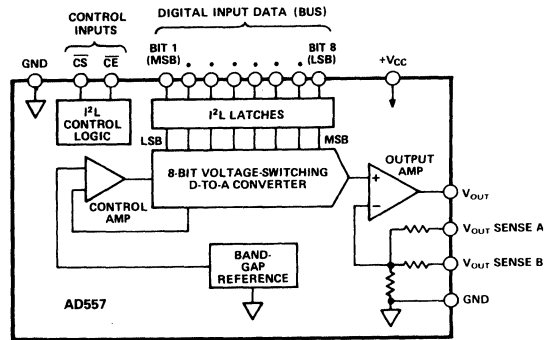 CONTROL
INPUTS
DIGITAL INPUT DATA (BUS)
GND
CS
CE
BIT 1
(MSB)
BIT 8
(LSB)
+VCC
I²L
CONTROL
LOGIC
I²L LATCHES
LSB
MSB
8-BIT VOLTAGE-SWITCHING
D-TO-A CONVERTER
CONTROL
AMP
OUTPUT
AMP
+
−
VOUT
VOUT SENSE A
VOUT SENSE B
GND
BAND-
GAP
REFERENCE
AD557